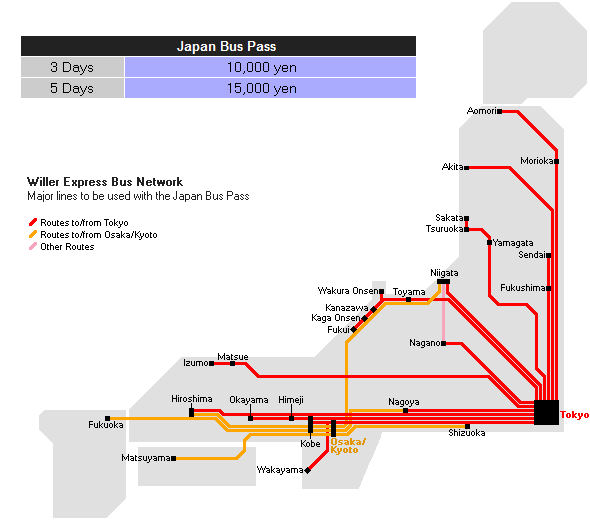 Japan Bus Pass
3 Days 10,000 yen
5 Days 15,000 yen
Aomori
Morioka
Akita
Willer Express Bus Network
Major lines to be used with the Japan Bus Pass
Routes to/from Tokyo
Routes to/from Osaka/Kyoto
Other Routes
Sakata
Tsuruoka
Yamagata
Sendai
Niigata
Fukushima
Wakura Onsen
Toyama
Kanazawa
Kaga Onsen
Fukui
Nagano
Izumo
Matsue
Hiroshima
Okayama
Himeji
Nagoya
Tokyo
Fukuoka
Shizuoka
Kobe
Osaka/
Kyoto
Matsuyama
Wakayama